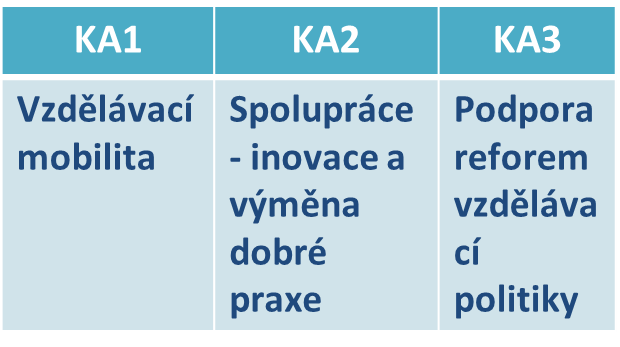 KA1
KA2
KA3
Vzdělávací
mobilita
Spolupráce
- inovace a
výměna
dobré
praxe
Podpora
reforem
vzděláva
cí
politiky